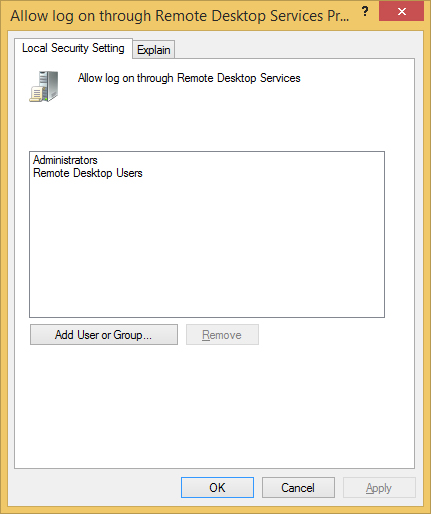 Allow log on through Remote Desktop Services Pr... ?
Local Security Setting Explain
Allow log on through Remote Desktop Services
Administrators
Remote Desktop Users
Add User or Group... Remove
OK Cancel Apply